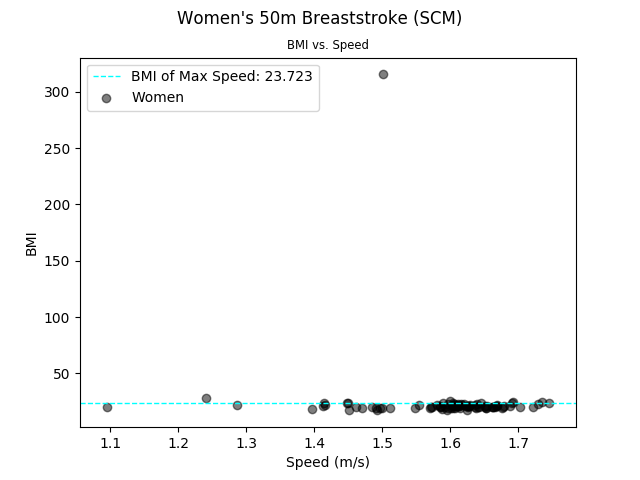 Women's 50m Breaststroke (SCM)
BMI vs. Speed
BMI of Max Speed: 23.723
Women
300
250
200
150
100
50
BMI
1.1 1.2 1.3 1.4 1.5 1.6 1.7
Speed (m/s)